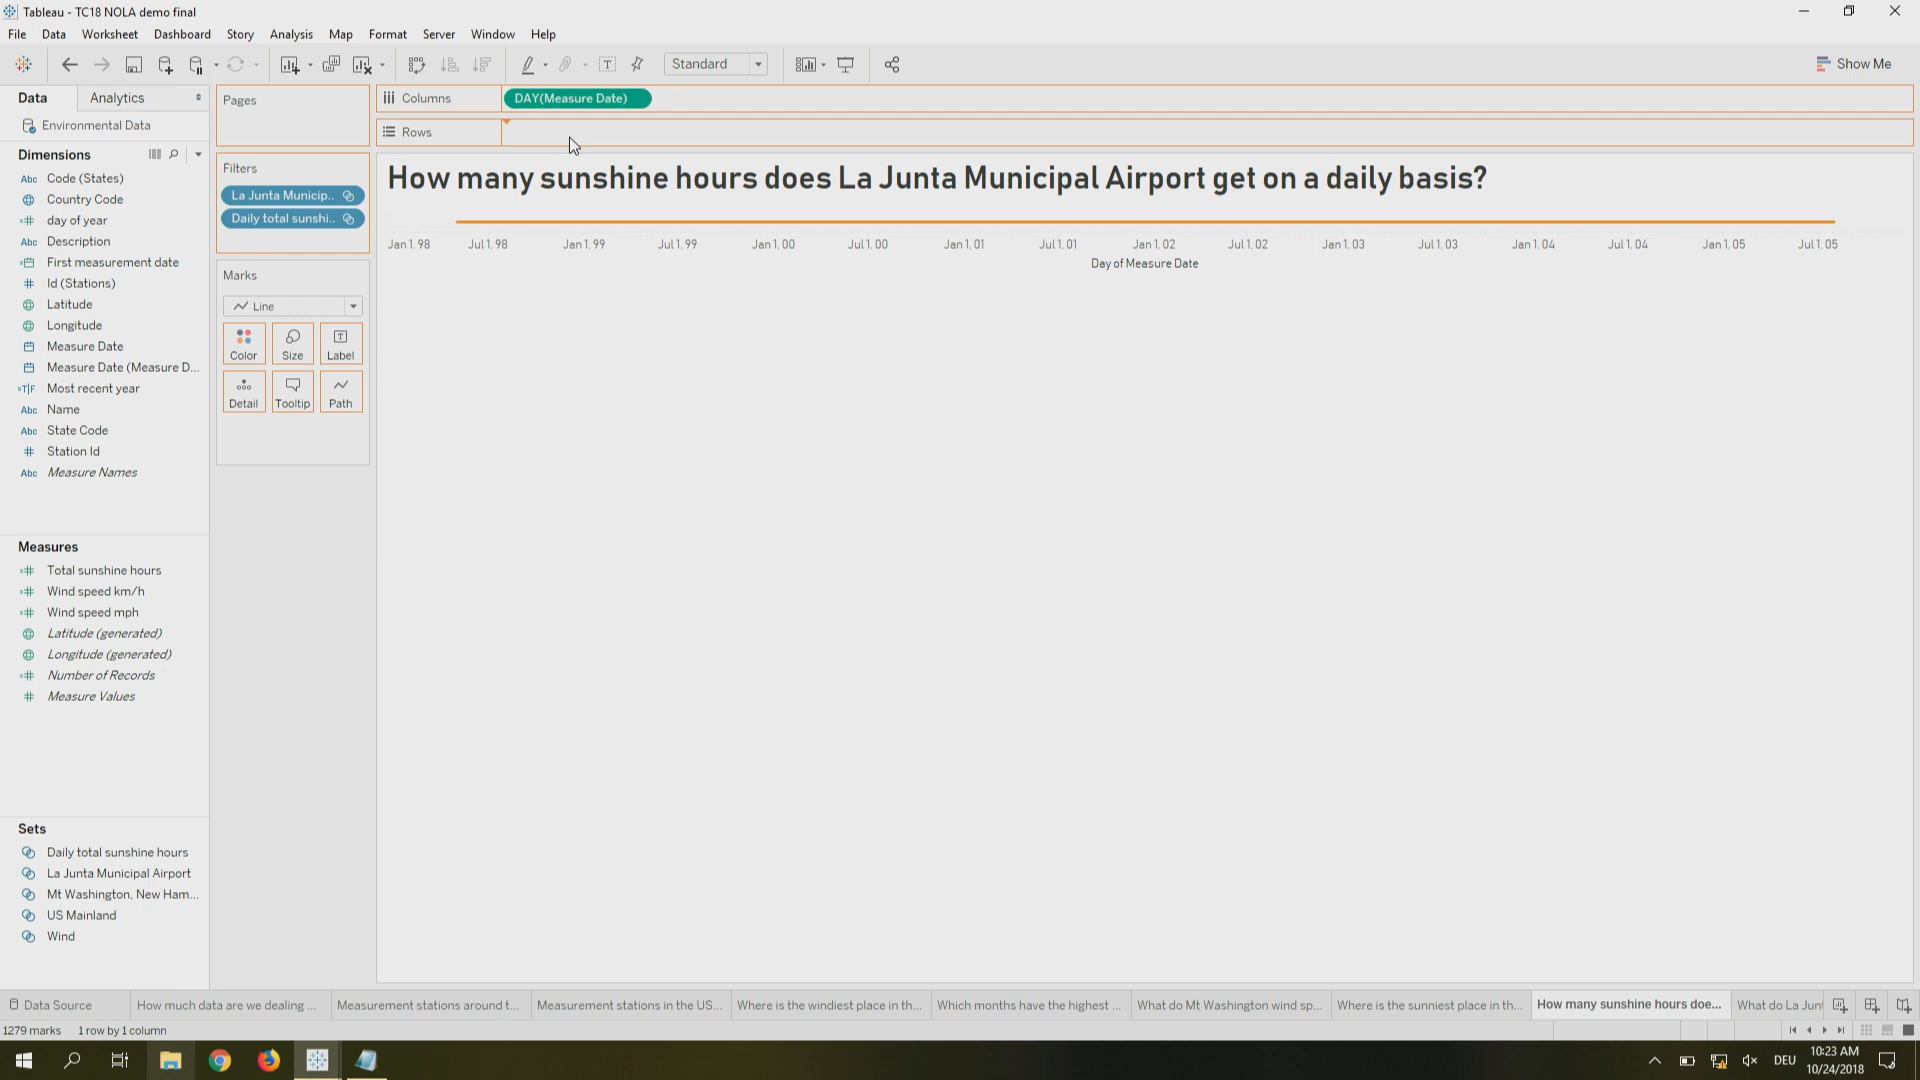 Tableau - TC18 NOLA demo final
File Data Worksheet Dashboard Story Analysis Map Format Server Window Help
Standard
Show Me
Data
Analytics
Environmental Data
Dimensions
Abc Code (States)
Country Code
day of year
Abc Description
First measurement date
Id (Stations)
Latitude
Longitude
Measure Date
Measure Date (Measure D...
T|F Most recent year
Abc Name
Abc State Code
Station Id
Abc Measure Names
Measures
Total sunshine hours
Wind speed km/h
Wind speed mph
Latitude (generated)
Longitude (generated)
Number of Records
Measure Values
Sets
Daily total sunshine hours
La Junta Municipal Airport
Mt Washington, New Ham...
US Mainland
Wind
Pages
Filters
La Junta Municip..
Daily total sunshi..
Marks
Line
Color Size Label
Detail Tooltip Path
Columns
DAY(Measure Date)
Rows
How many sunshine hours does La Junta Municipal Airport get on a daily basis?
Jan 1, 98 Jul 1, 98 Jan 1, 99 Jul 1, 99 Jan 1, 00 Jul 1, 00 Jan 1, 01 Jul 1, 01 Jan 1, 02 Jul 1, 02 Jan 1, 03 Jul 1, 03 Jan 1, 04 Jul 1, 04 Jan 1, 05 Jul 1, 05
Day of Measure Date
Data Source How much data are we dealing ... Measurement stations around t... Measurement stations in the US... Where is the windiest place in th... Which months have the highest ... What do Mt Washington wind sp... Where is the sunniest place in th... How many sunshine hours doe... What do La Jun
1279 marks 1 row by 1 column
DEU
10:23 AM
10/24/2018